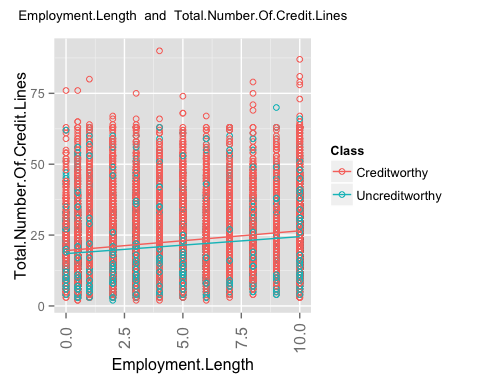 Employment.Length and Total.Number.Of.Credit.Lines
Total.Number.Of.Credit.Lines
75
50
25
0
0.0
2.5
5.0
7.5
10.0
Employment.Length
Class
Creditworthy
Uncreditworthy